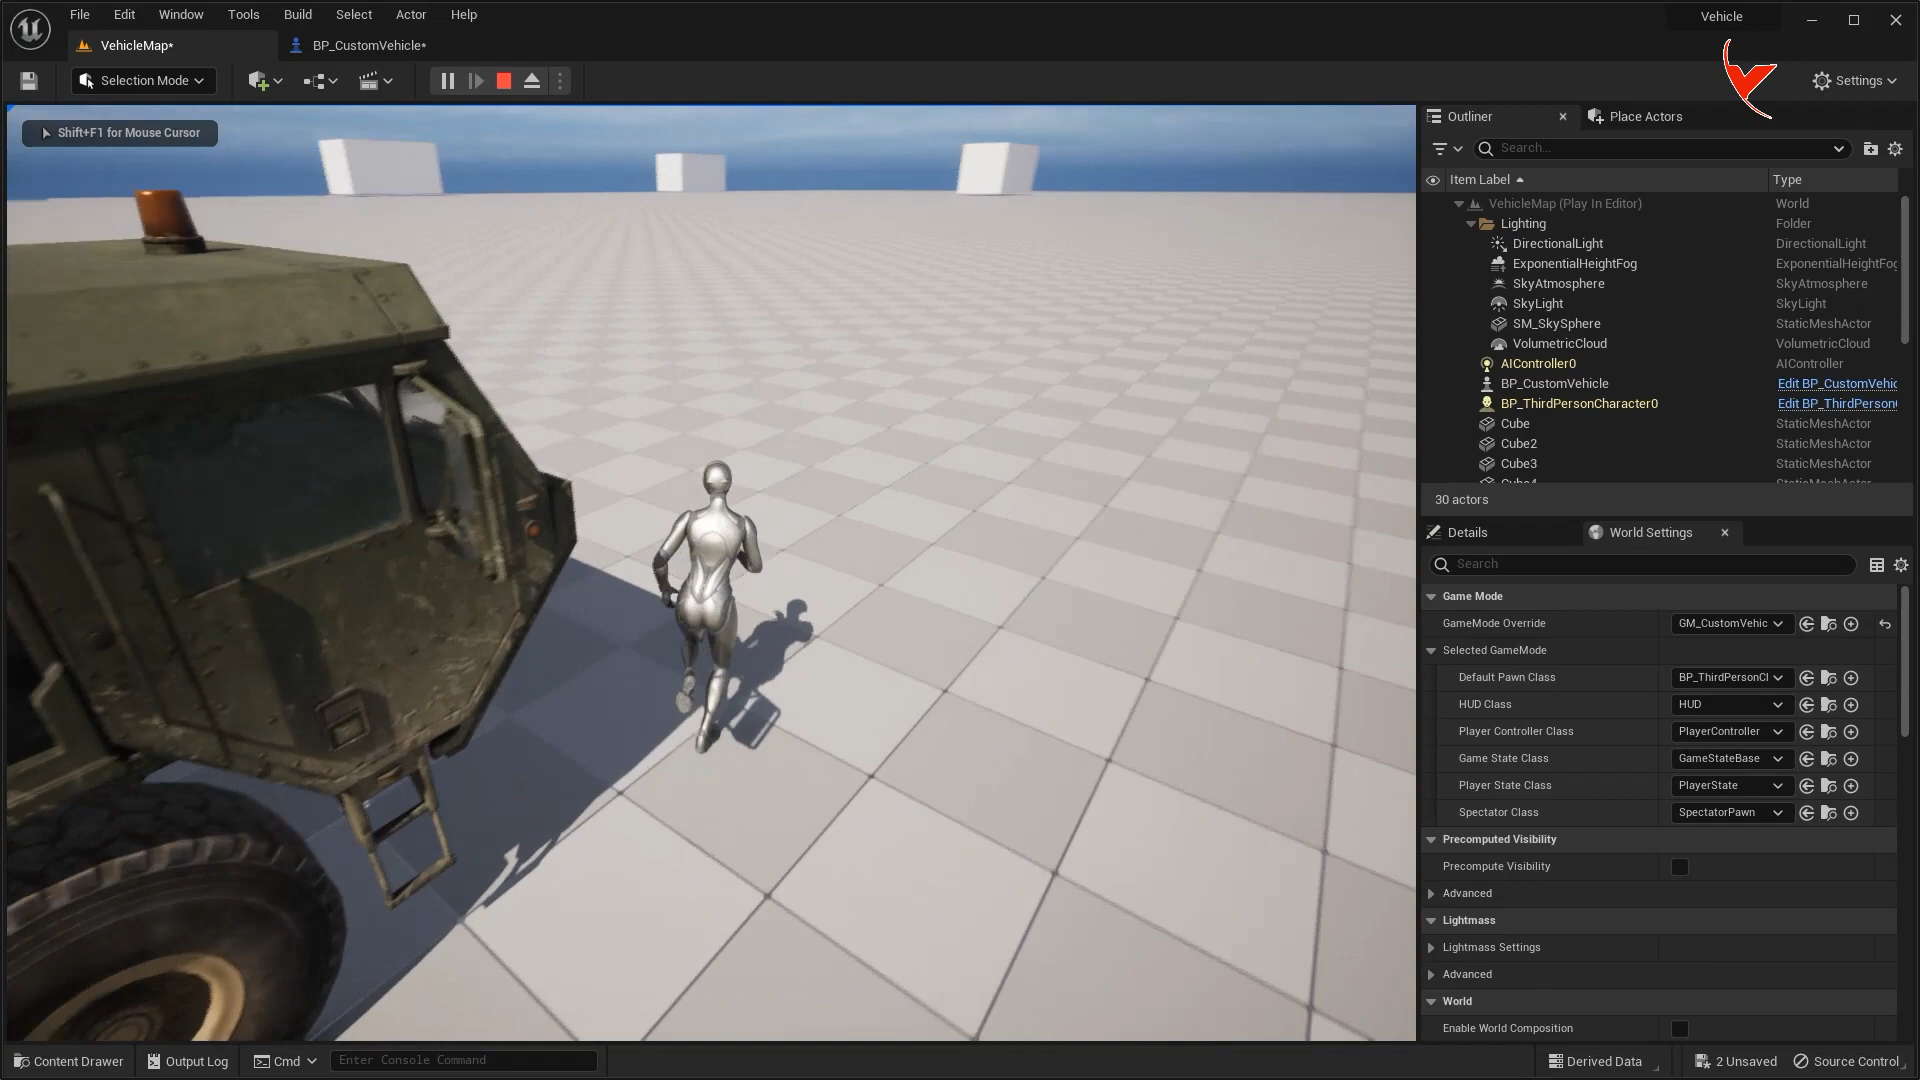 File Edit Window Tools Build Select Actor Help
Vehicle
VehicleMap*
BP_CustomVehicle*
Selection Mode
Settings
Shift+F1 for Mouse Cursor
Outliner
Place Actors
Search...
Item Label
Type
VehicleMap (Play In Editor)
World
Lighting
Folder
DirectionalLight
DirectionalLight
ExponentialHeightFog
ExponentialHeightFog
SkyAtmosphere
SkyAtmosphere
SkyLight
SkyLight
SM_SkySphere
StaticMeshActor
VolumetricCloud
VolumetricCloud
AIController0
AIController
BP_CustomVehicle
Edit BP_CustomVehic
BP_ThirdPersonCharacter0
Edit BP_ThirdPerson
Cube
StaticMeshActor
Cube2
StaticMeshActor
Cube3
StaticMeshActor
30 actors
Details
World Settings
Search
Game Mode
GameMode Override
GM_CustomVehic
Selected GameMode
Default Pawn Class
BP_ThirdPersonCl
HUD Class
HUD
Player Controller Class
PlayerController
Game State Class
GameStateBase
Player State Class
PlayerState
Spectator Class
SpectatorPawn
Precomputed Visibility
Precompute Visibility
Advanced
Lightmass
Lightmass Settings
Advanced
World
Enable World Composition
Content Drawer
Output Log
Cmd
Enter Console Command
Derived Data
2 Unsaved
Source Control